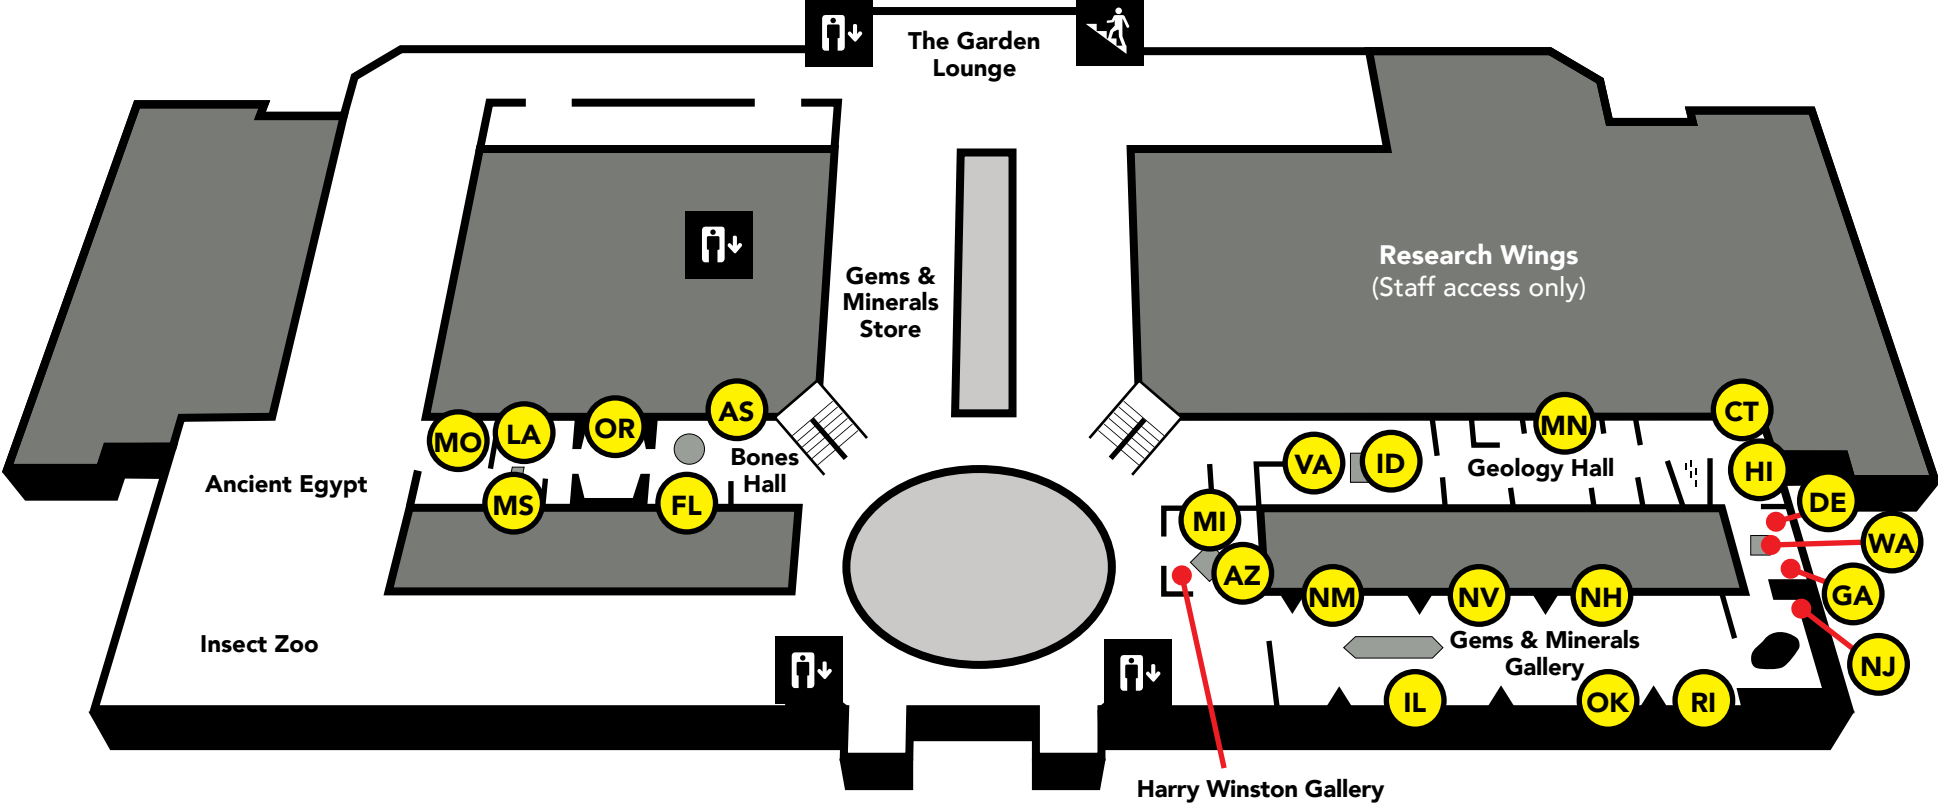 The Garden
Lounge
Gems &
Minerals
Store
Research Wings
(Staff access only)
MO
LA
OR
AS
MS
FL
Bones
Hall
Ancient Egypt
Insect Zoo
VA
ID
MN
CT
Geology Hall
HI
DE
WA
GA
NJ
MI
AZ
NM
NV
NH
Gems & Minerals
Gallery
IL
OK
RI
Harry Winston Gallery